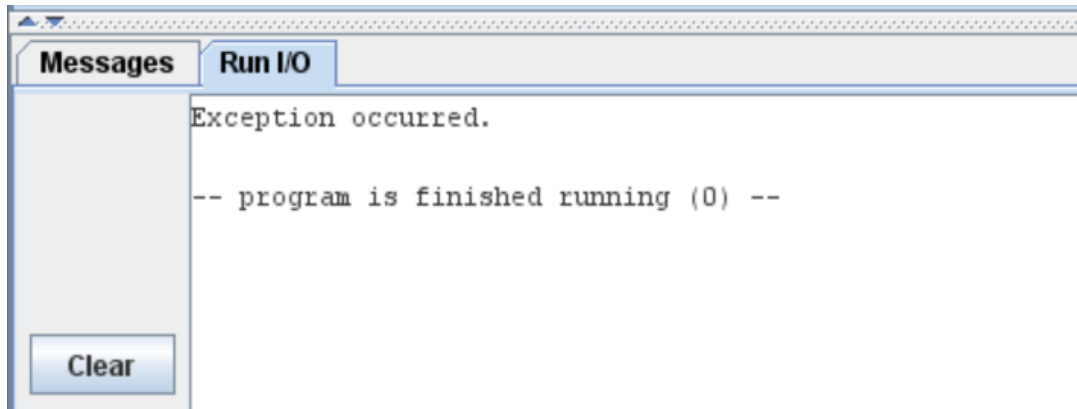 Messages Run I/O
Exception occurred.
-- program is finished running (0) --
Clear